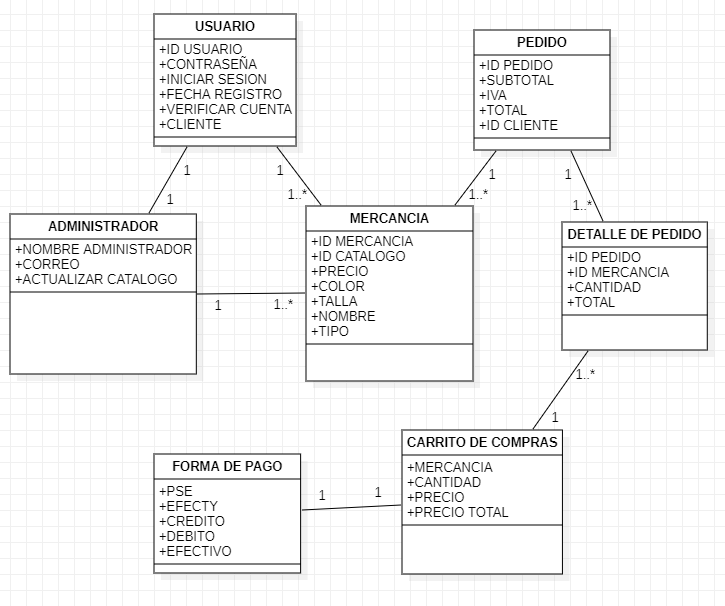 USUARIO
+ID USUARIO
+CONTRASEÑA
+INICIAR SESION
+FECHA REGISTRO
+VERIFICAR CUENTA
+CLIENTE
PEDIDO
+ID PEDIDO
+SUBTOTAL
+IVA
+TOTAL
+ID CLIENTE
1
1
1
1..*
1
1..*
1
1..*
ADMINISTRADOR
+NOMBRE ADMINISTRADOR
+CORREO
+ACTUALIZAR CATALOGO
MERCANCIA
+ID MERCANCIA
+ID CATALOGO
+PRECIO
+COLOR
+TALLA
+NOMBRE
+TIPO
DETALLE DE PEDIDO
+ID PEDIDO
+ID MERCANCIA
+CANTIDAD
+TOTAL
1
1..*
1..*
1
FORMA DE PAGO
+PSE
+EFECTY
+CREDITO
+DEBITO
+EFECTIVO
1
1
CARRITO DE COMPRAS
+MERCANCIA
+CANTIDAD
+PRECIO
+PRECIO TOTAL